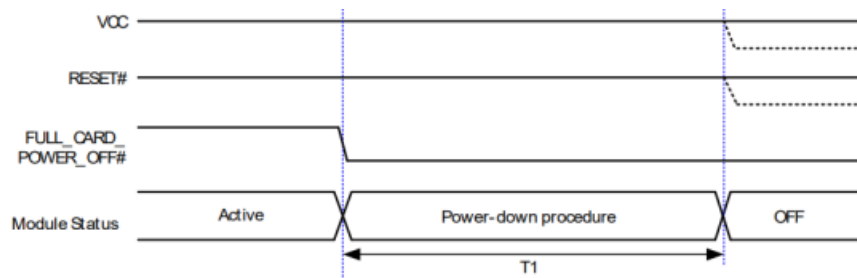 VCC
RESET#
FULL_CARD_
POWER_OFF#
Module Status
Active
Power-down procedure
OFF
T1